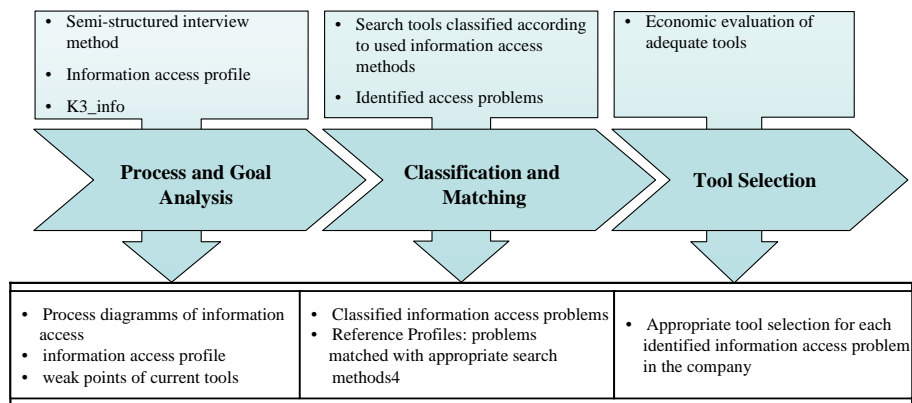 • Semi-structured interview
method
• Information access profile
• K3_info
• Search tools classified according
to used information access
methods
• Identified access problems
• Economic evaluation of
adequate tools
Process and Goal
Analysis
Classification and
Matching
Tool Selection
• Process diagramms of information
access
• information access profile
• weak points of current tools
• Classified information access problems
• Reference Profiles: problems
matched with appropriate search
methods4
• Appropriate tool selection for each
identified information access problem
in the company